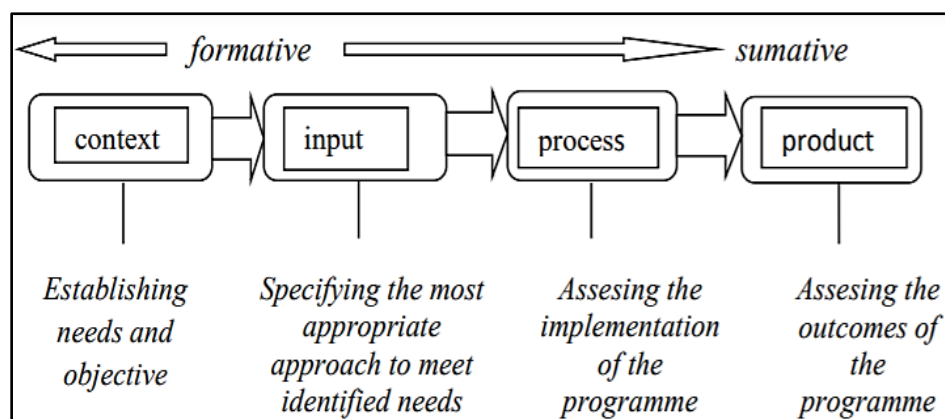 formative sumative
context input process product
Establishing
needs and
objective
Specifying the most
appropriate
approach to meet
identified needs
Assesing the
implementation
of the
programme
Assesing the
outcomes of
the
programme